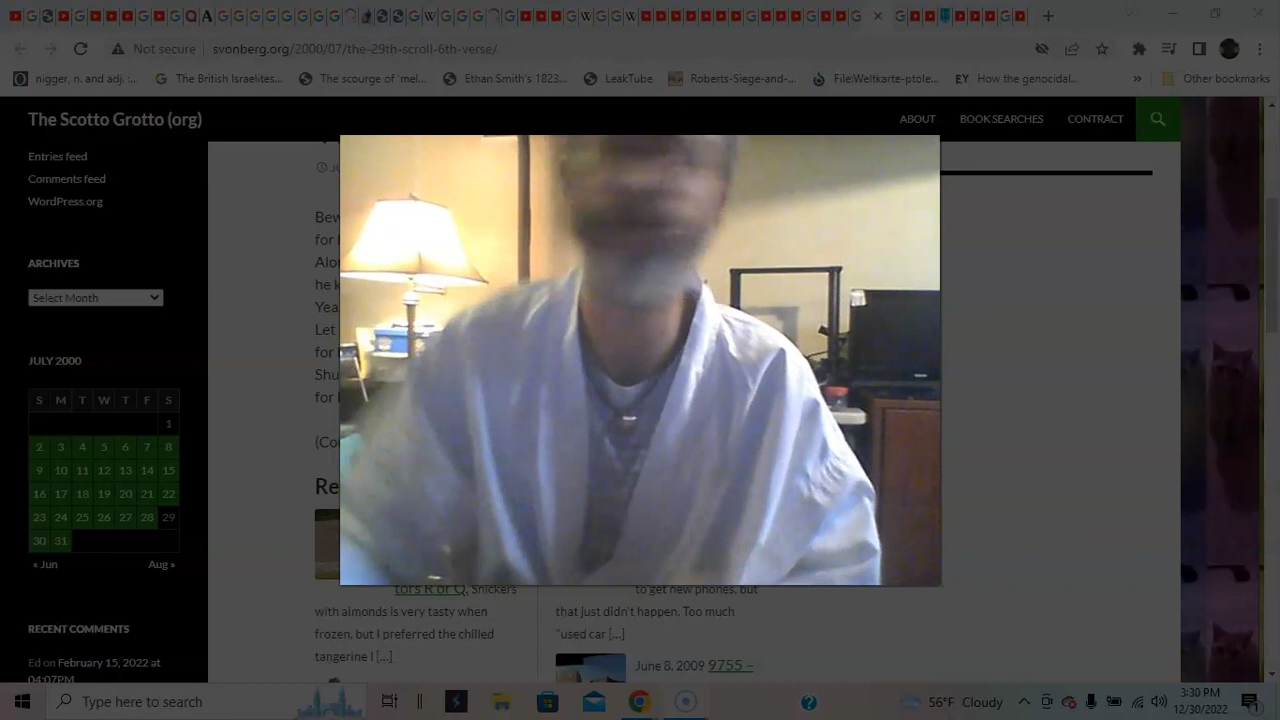 Not secure
svonberg.org/2000/07/the-29th-scroll-6th-verse/
nigger, n. and adj. :...
The British Israelites...
The scourge of 'mel...
Ethan Smith's 1823...
LeakTube
Roberts-Siege-and-...
File:Weltkarte-ptole...
EY How the genocidal...
»
Other bookmarks
The Scotto Grotto (org)
ABOUT
BOOK SEARCHES
CONTRACT
Entries feed
Comments feed
WordPress.org
ARCHIVES
Select Month
JULY 2000
S M T W T F S
1
2 3 4 5 6 7 8
9 10 11 12 13 14 15
16 17 18 19 20 21 22
23 24 25 26 27 28 29
30 31
« Jun
Aug »
RECENT COMMENTS
Ed on February 15, 2022 at
04:07PM
for
he
Let
for
tors R or Q, Snickers
with almonds is very tasty when
frozen, but I preferred the chilled
tangerine I [...]
to get new phones, but
that just didn't happen. Too much
"used car [...]
June 8, 2009 9755 –
Type here to search
56°F Cloudy
3:30 PM
12/30/2022